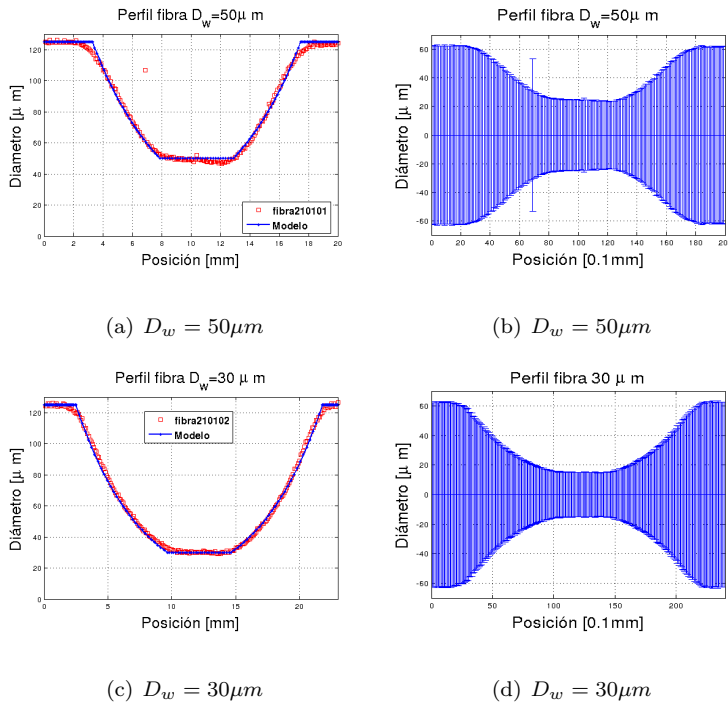 Perfil fibra D_w=50μ m
Diámetro [μ m]
120
100
80
60
40
20
0
0 2 4 6 8 10 12 14 16 18 20
fibra210101
Modelo
Posición [mm]
(a) D_w = 50μm
Perfil fibra D_w=50μ m
Diámetro [μ m]
60
40
20
0
-20
-40
-60
0 20 40 60 80 100 120 140 160 180 200
Posición [0.1mm]
(b) D_w = 50μm
Perfil fibra D_w=30 μ m
Diámetro [μ m]
120
100
80
60
40
20
0
0 5 10 15 20
fibra210102
Modelo
Posición [mm]
(c) D_w = 30μm
Perfil fibra 30 μ m
Diámetro [μ m]
60
40
20
0
-20
-40
-60
0 50 100 150 200
Posición [0.1mm]
(d) D_w = 30μm